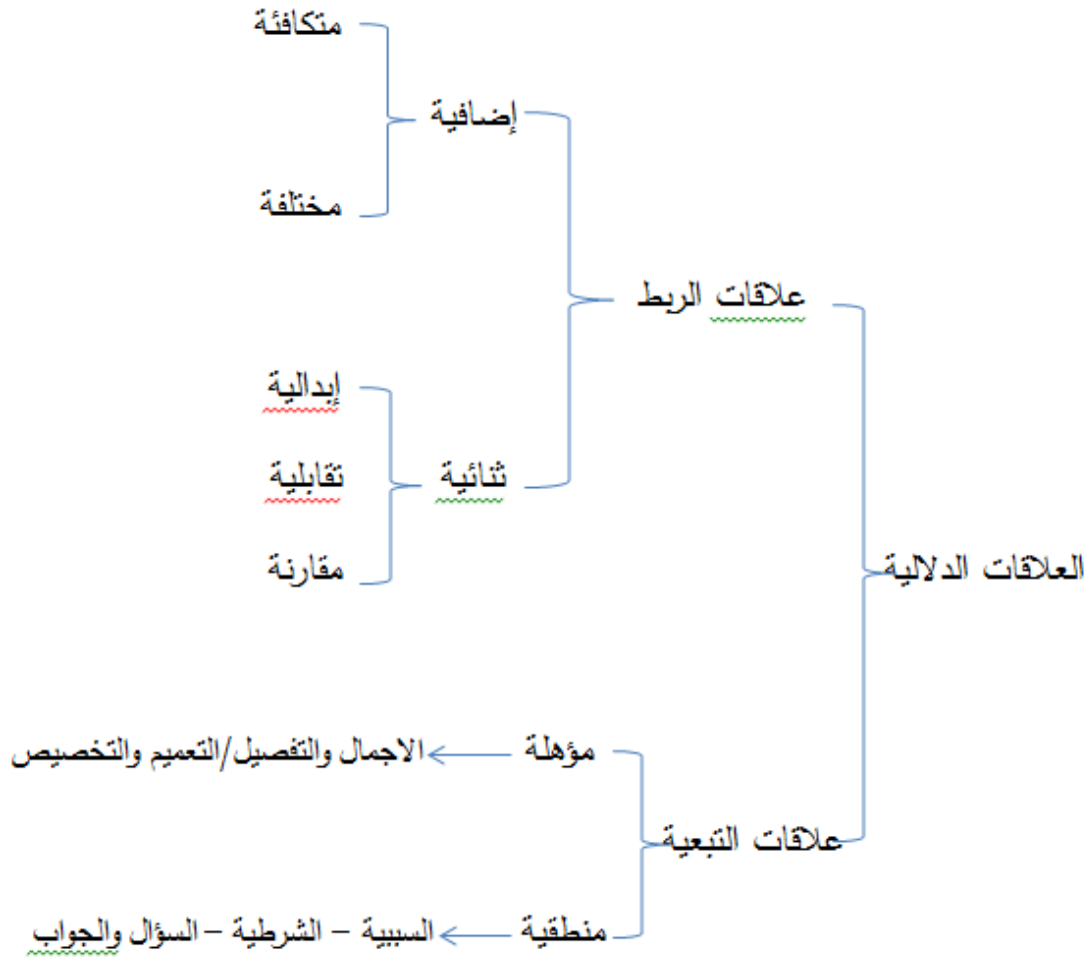 متكافئة
إضافية
مختلفة
علاقات الربط
إبدالية
تقابلية
ثنائية
مقارنة
العلاقات الدلالية
مؤهلة
الاجمال والتفصيل/التعميم والتخصيص
علاقات التبعية
منطقية
السببية – الشرطية – السؤال والجواب